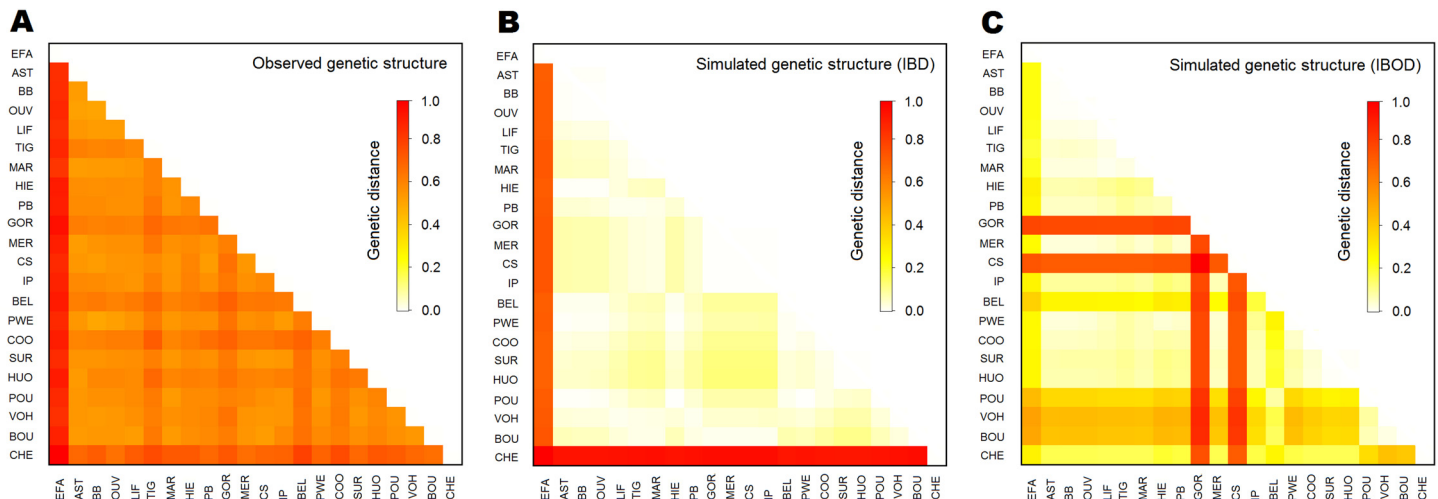 A
Observed genetic structure
Genetic distance
1.0
0.8
0.6
0.4
0.2
0.0
EFA
AST
BB
OUV
LIF
TIG
MAR
HIE
PB
GOR
MER
CS
IP
BEL
PWE
COO
SUR
HUO
POU
VOH
BOU
CHE
EFA AST BB OUV LIF TIG MAR HIE PB GOR MER CS IP BEL PWE COO SUR HUO POU VOH BOU CHE
B
Simulated genetic structure (IBD)
Genetic distance
1.0
0.8
0.6
0.4
0.2
0.0
EFA
AST
BB
OUV
LIF
TIG
MAR
HIE
PB
GOR
MER
CS
IP
BEL
PWE
COO
SUR
HUO
POU
VOH
BOU
CHE
EFA AST BB OUV LIF TIG MAR HIE PB GOR MER CS IP BEL PWE COO SUR HUO POU VOH BOU CHE
C
Simulated genetic structure (IBOD)
Genetic distance
1.0
0.8
0.6
0.4
0.2
0.0
EFA
AST
BB
OUV
LIF
TIG
MAR
HIE
PB
GOR
MER
CS
IP
BEL
PWE
COO
SUR
HUO
POU
VOH
BOU
CHE
EFA AST BB OUV LIF TIG MAR HIE PB GOR MER CS IP BEL PWE COO SUR HUO POU VOH BOU CHE